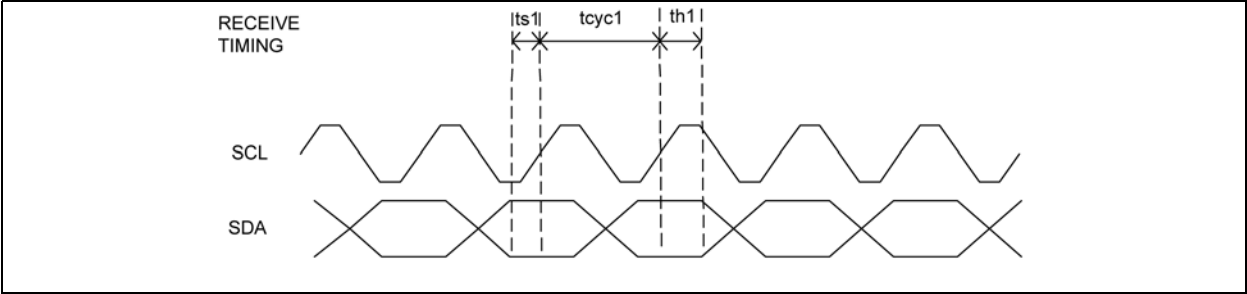 RECEIVE
TIMING
ts1
tcyc1
th1
SCL
SDA